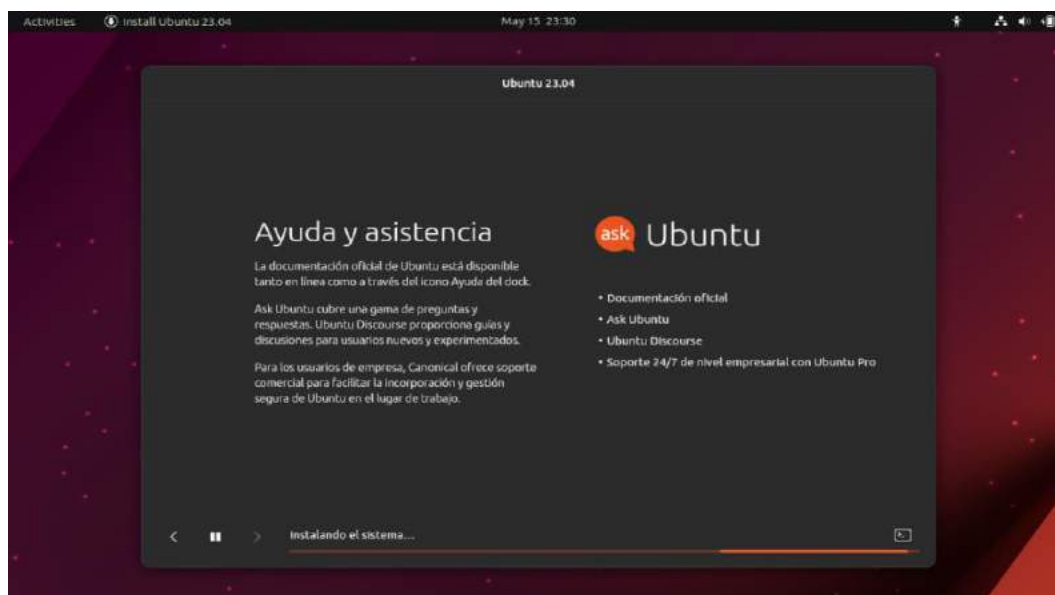 Activities
Install Ubuntu 23.04
May 15 23:30
Ubuntu 23.04
Ayuda y asistencia
La documentación oficial de Ubuntu está disponible
tanto en línea como a través del icono Ayuda del dock.
Ask Ubuntu cubre una gama de preguntas y
respuestas. Ubuntu Discourse proporciona guías y
discusiones para usuarios nuevos y experimentados.
Para los usuarios de empresa, Canonical ofrece soporte
comercial para facilitar la incorporación y gestión
segura de Ubuntu en el lugar de trabajo.
ask Ubuntu
• Documentación oficial
• Ask Ubuntu
• Ubuntu Discourse
• Soporte 24/7 de nivel empresarial con Ubuntu Pro
Instalando el sistema...